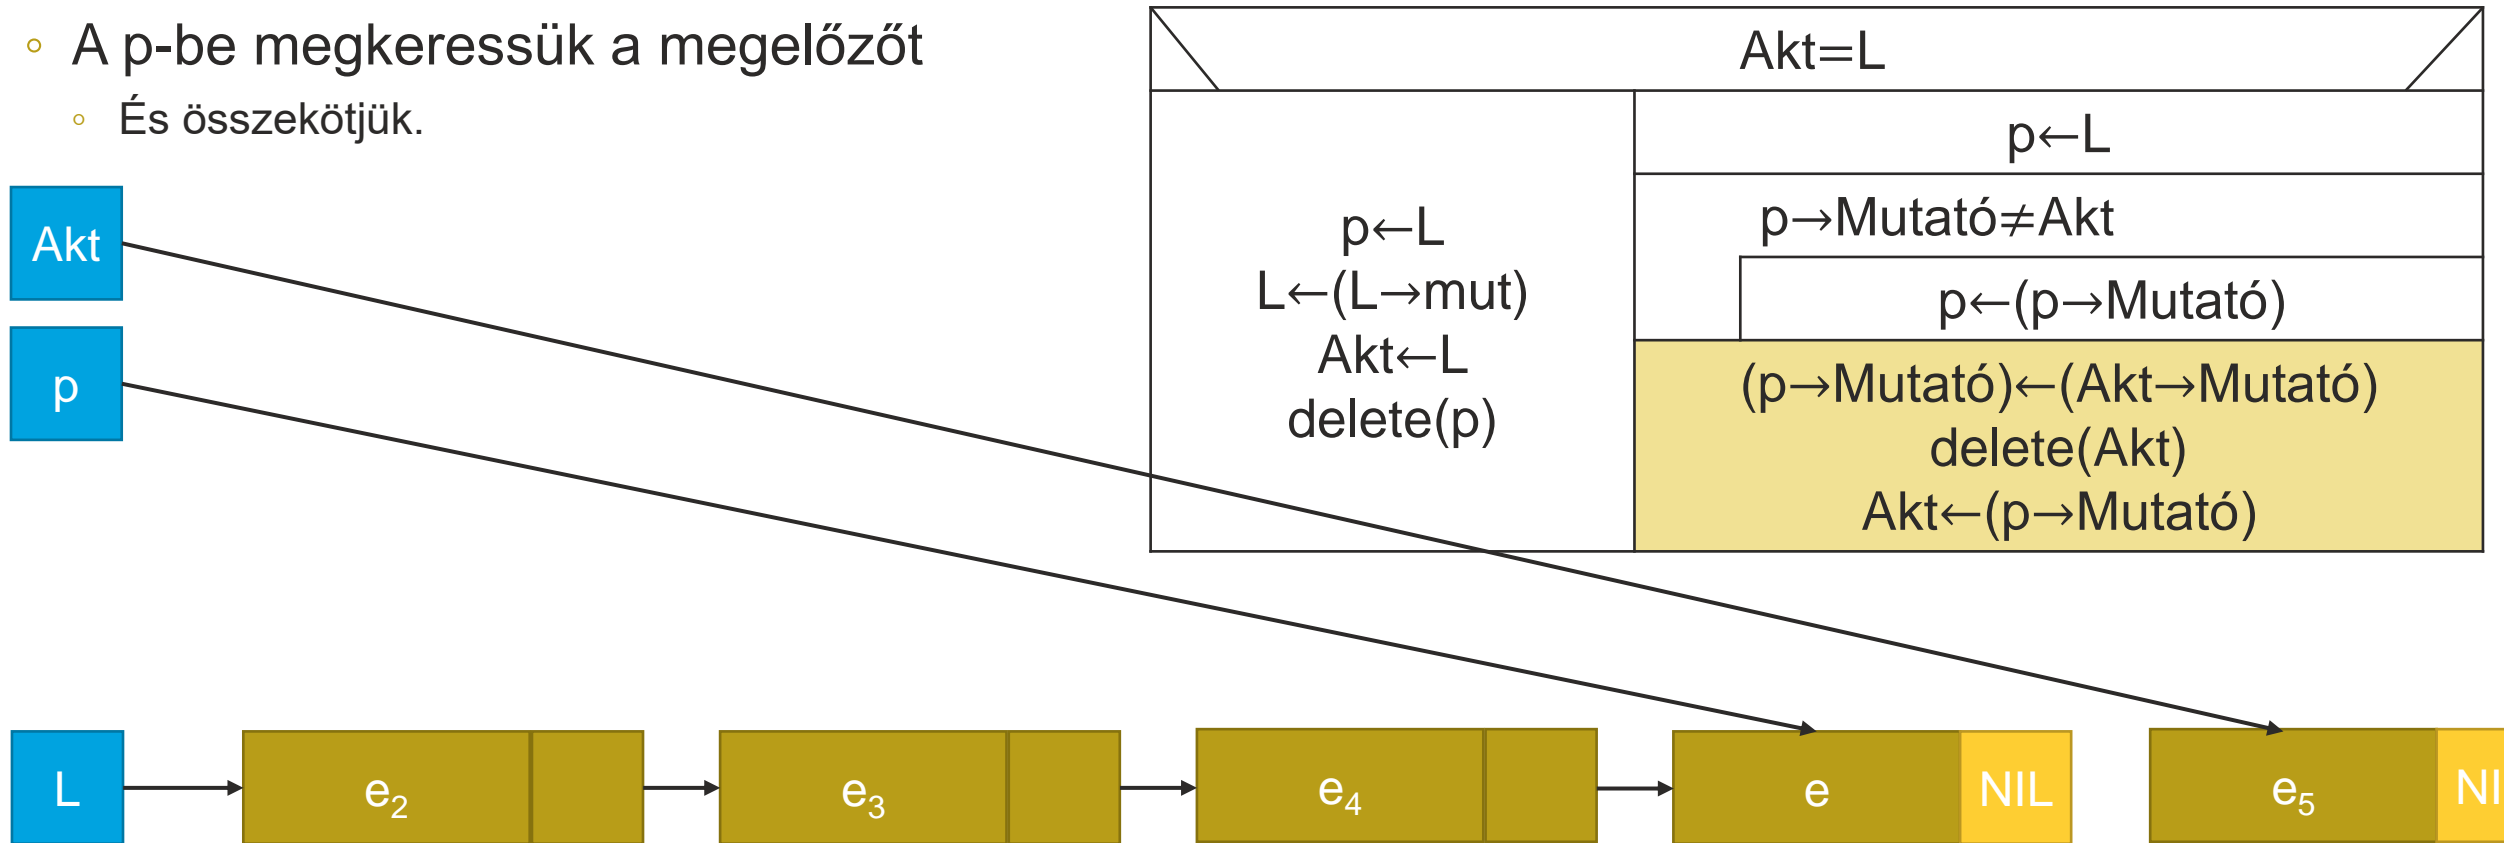 A p-be megkeressük a megelőzőt
És összekötjük.
Akt=L
p←L
L←(L→mut)
Akt←L
delete(p)
p←L
p→Mutató≠Akt
p←(p→Mutató)
(p→Mutató)←(Akt→Mutató)
delete(Akt)
Akt←(p→Mutató)
Akt
p
L
e₂
e₃
e₄
e
NIL
e₅
NI